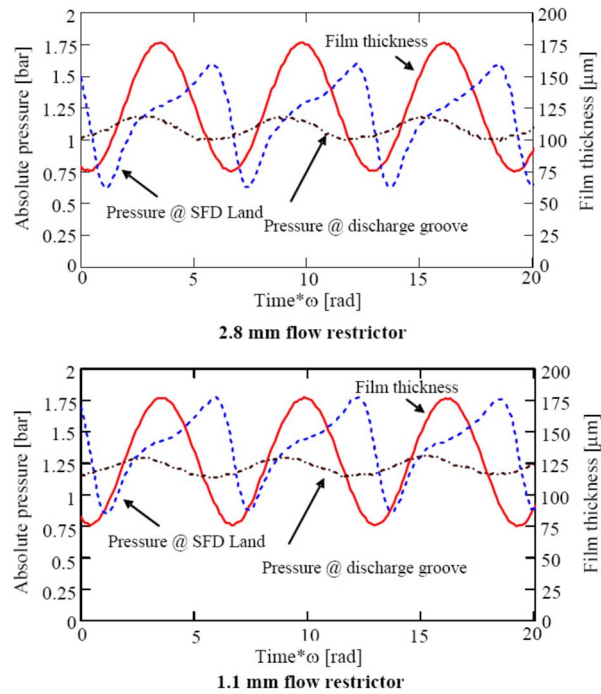 2
1.75
1.5
1.25
1
0.75
0.5
0.25
0
Absolute pressure [bar]
Film thickness
Pressure @ SFD Land
Pressure @ discharge groove
200
175
150
125
100
75
50
25
0
Film thickness [µm]
0 5 10 15 20
Time*ω [rad]
2.8 mm flow restrictor
2
1.75
1.5
1.25
1
0.75
0.5
0.25
0
Absolute pressure [bar]
Film thickness
Pressure @ SFD Land
Pressure @ discharge groove
200
175
150
125
100
75
50
25
0
Film thickness [µm]
0 5 10 15 20
Time*ω [rad]
1.1 mm flow restrictor